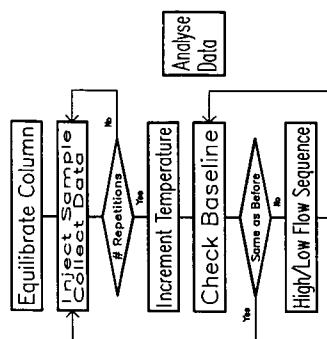 Equilibrate Column
Inject Sample
Collect Data
No
# Repetitions
Yes
Increment Temperature
Check Baseline
Yes
Same as Before
No
High/Low Flow Sequence
Analyse
Data